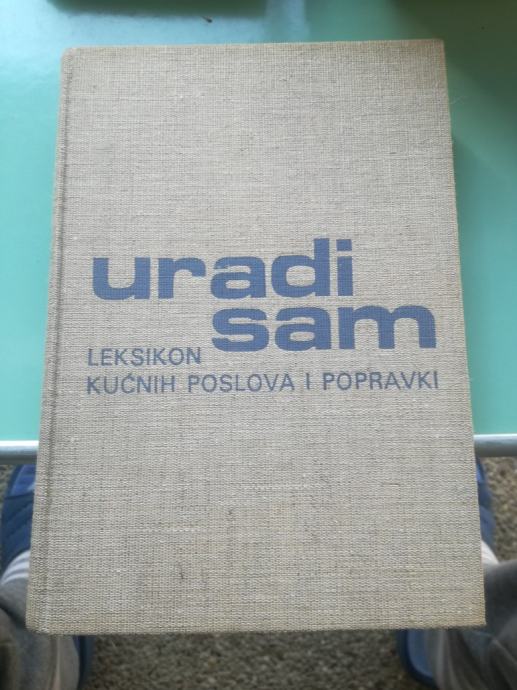 uradi
sam
LEKSIKON
KUĆNIH POSLOVA I POPRAVKI